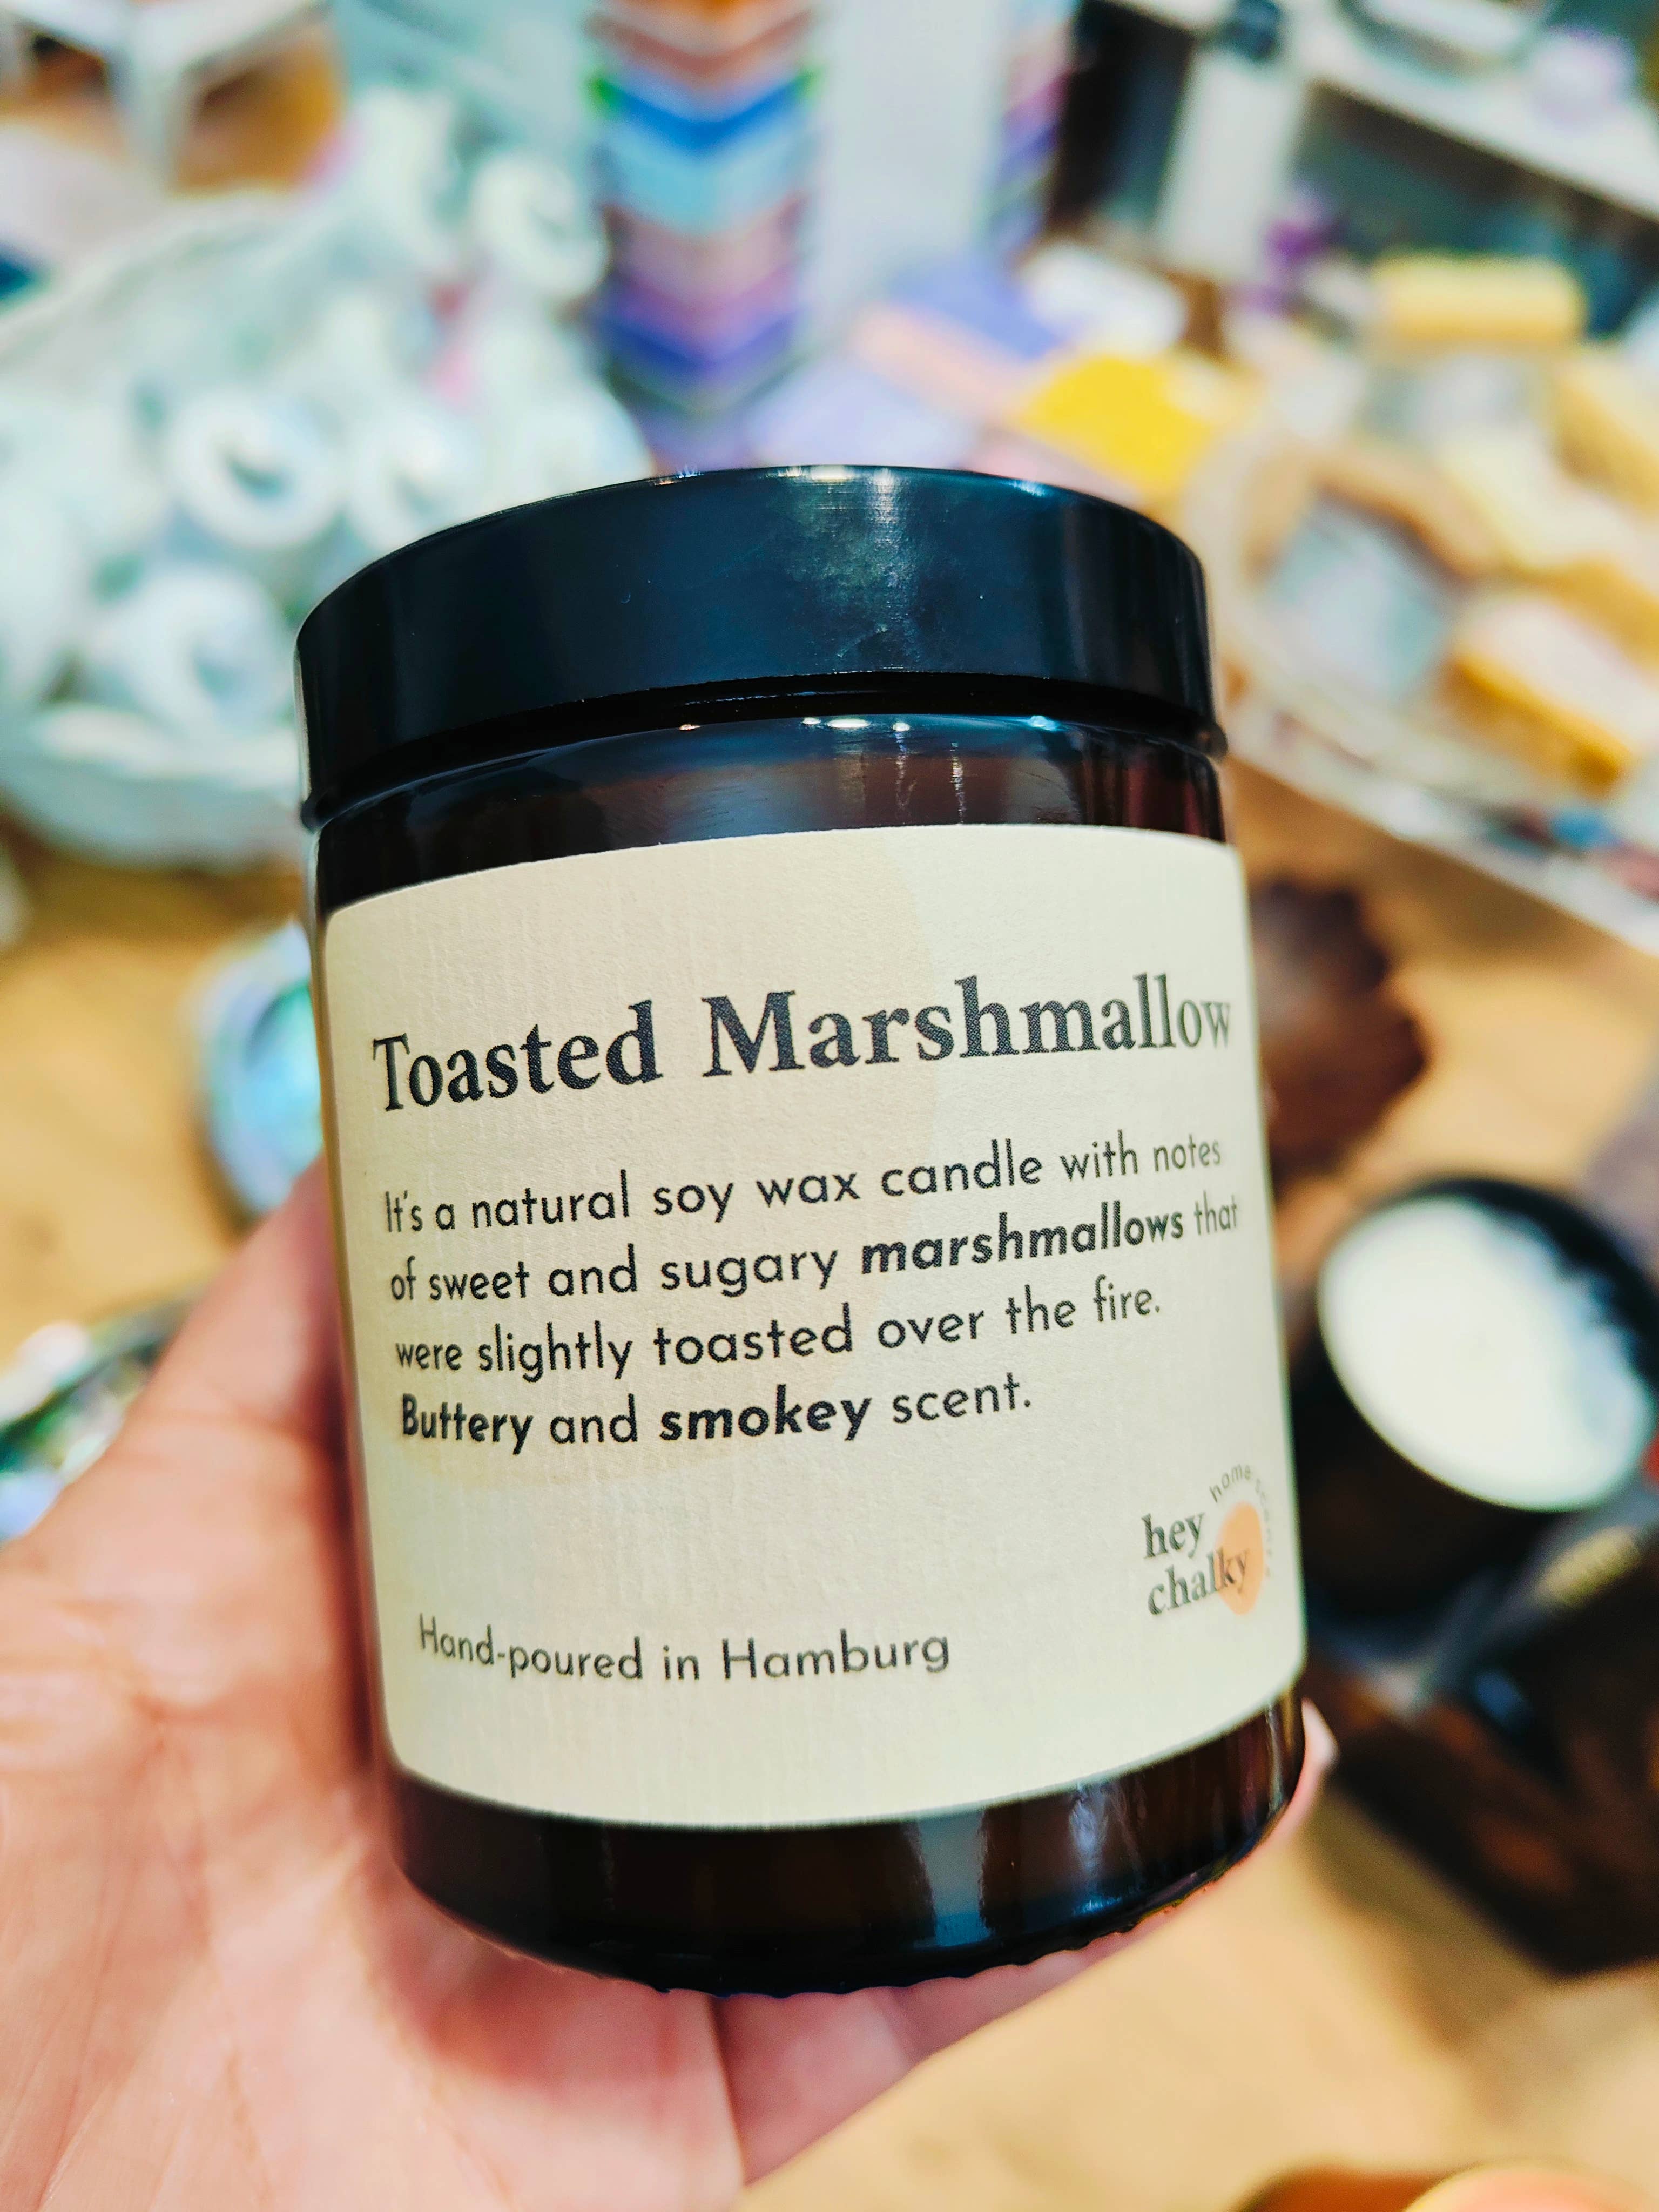 Toasted Marshmallow
It's a natural soy wax candle with notes
of sweet and sugary marshmallows that
were slightly toasted over the fire.
Buttery and smokey scent.
home
hey
chalky
Hand-poured in Hamburg